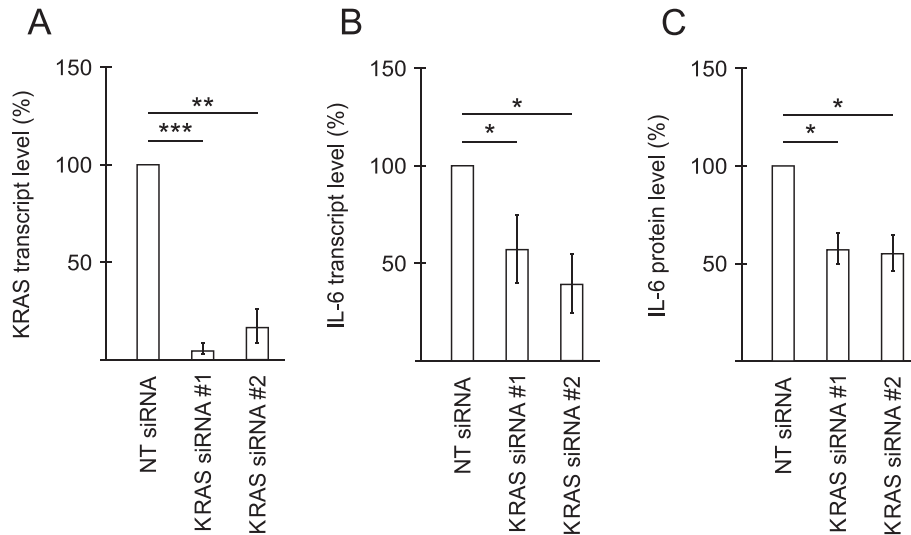 A
KRAS transcript level (%)
150
100
50
**
***
NT siRNA
KRAS siRNA #1
KRAS siRNA #2
B
IL-6 transcript level (%)
150
100
50
*
*
NT siRNA
KRAS siRNA #1
KRAS siRNA #2
C
IL-6 protein level (%)
150
100
50
*
*
NT siRNA
KRAS siRNA #1
KRAS siRNA #2